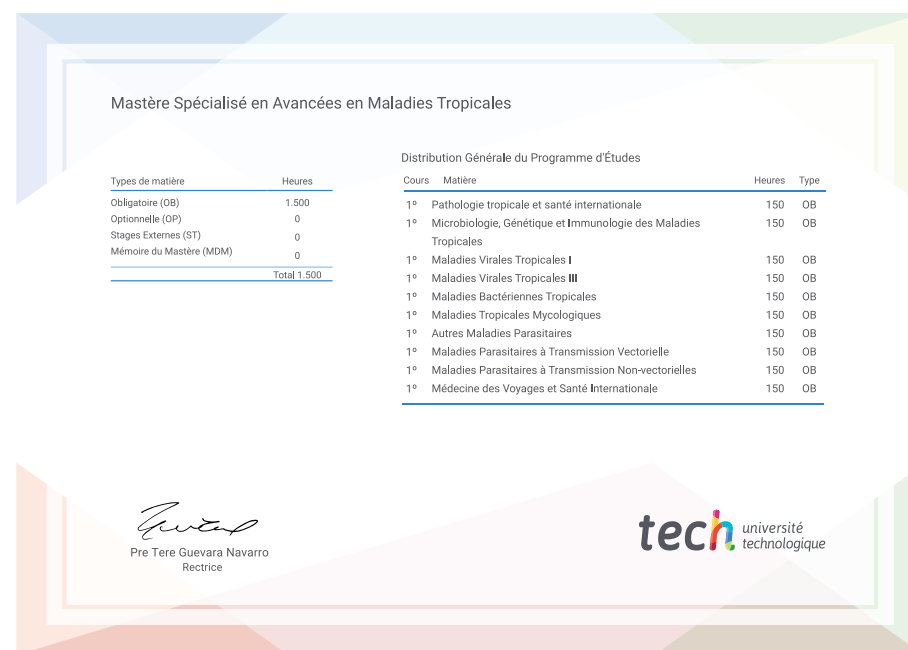 Mastère Spécialisé en Avancées en Maladies Tropicales
Types de matière Heures
Obligatoire (OB) 1.500
Optionnelle (OP) 0
Stages Externes (ST) 0
Mémoire du Mastère (MDM) 0
Total 1.500
Distribution Générale du Programme d'Études
Cours Matière Heures Type
1º Pathologie tropicale et santé internationale 150 OB
1º Microbiologie, Génétique et Immunologie des Maladies 150 OB
Tropicales
1º Maladies Virales Tropicales I 150 OB
1º Maladies Virales Tropicales III 150 OB
1º Maladies Bactériennes Tropicales 150 OB
1º Maladies Tropicales Mycologiques 150 OB
1º Autres Maladies Parasitaires 150 OB
1º Maladies Parasitaires à Transmission Vectorielle 150 OB
1º Maladies Parasitaires à Transmission Non-vectorielles 150 OB
1º Médecine des Voyages et Santé Internationale 150 OB
Pre Tere Guevara Navarro
Rectrice
tech université
technologique